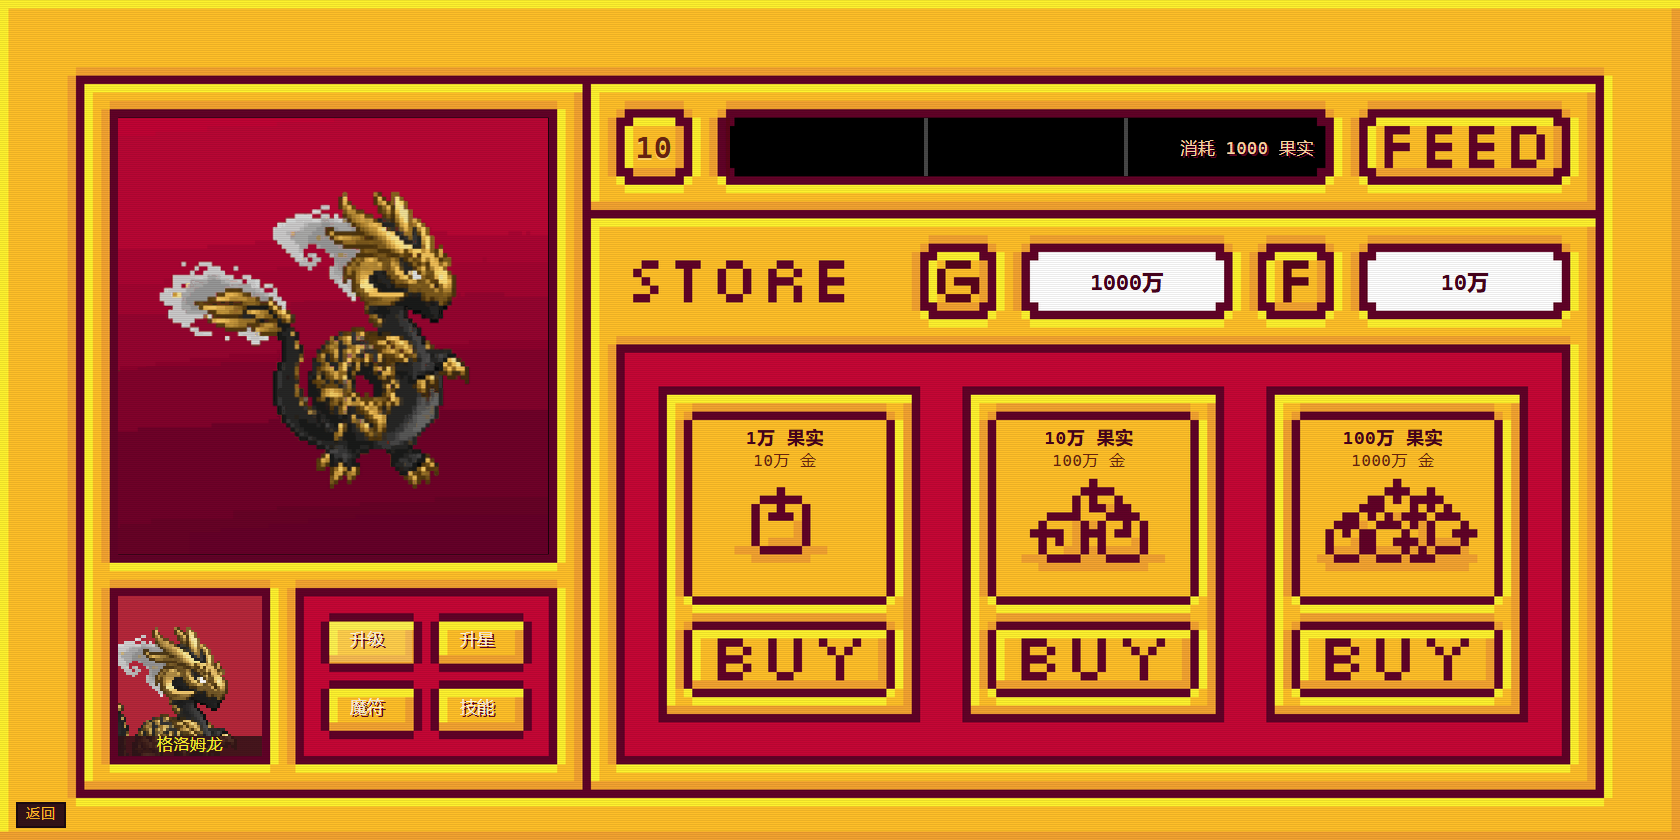 10
消耗 1000 果实
FEED
STORE
G
1000万
F
10万
1万 果实
10万 金
BUY
10万 果实
100万 金
BUY
100万 果实
1000万 金
BUY
格洛姆龙
升级
升星
魔符
技能
返回